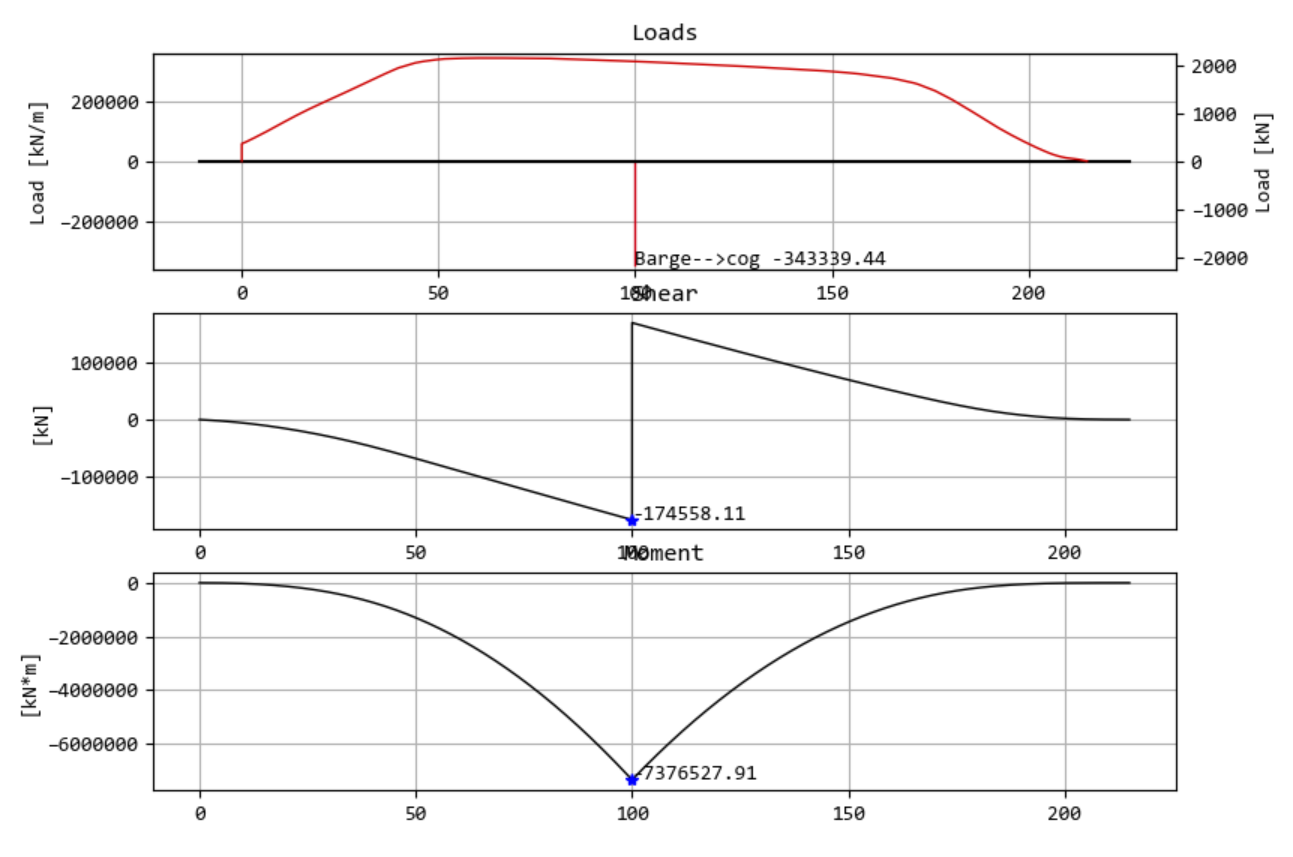 Loads
Load [kN/m]
200000
0
−200000
2000
1000
0
−1000
−2000
Load [kN]
Barge-->cog -343339.44
0 50 100 150 200
Shear
[kN]
100000
0
−100000
-174558.11
0 50 100 150 200
Moment
[kN*m]
0
−2000000
−4000000
−6000000
-7376527.91
0 50 100 150 200